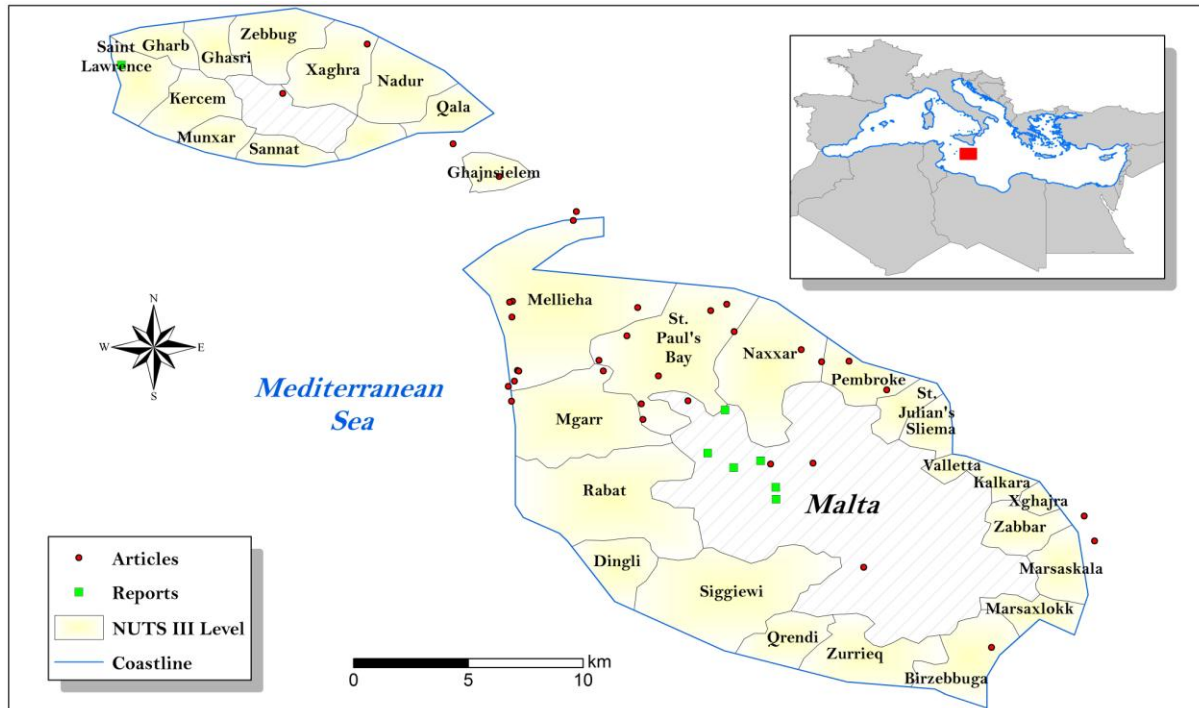 Saint
Lawrence
Gharb
Ghasri
Zebbug
Xaghra
Nadur
Qala
Kercem
Munxar
Sannat
Ghajnsielem
N
W
E
S
Mediterranean
Sea
Mellieha
St.
Paul's
Bay
Naxxar
Pembroke
St.
Julian's
Sliema
Mgarr
Valletta
Kalkara
Xghajra
Zabbar
Rabat
Malta
Dingli
Siggiewi
Marsaskala
Marsaxlokk
Qrendi
Zurrieq
Birzebbuga
Articles
Reports
NUTS III Level
Coastline
km
0
5
10